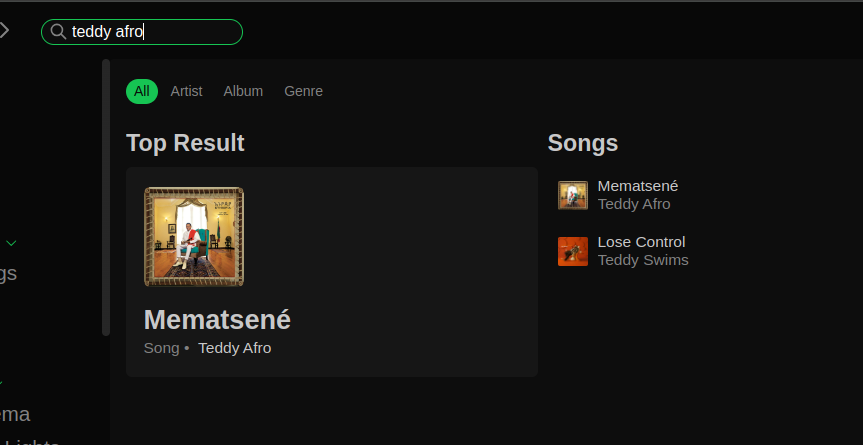 teddy afro
All Artist Album Genre
Top Result
Mematsené
Song • Teddy Afro
Songs
Mematsené
Teddy Afro
Lose Control
Teddy Swims
gs
ema